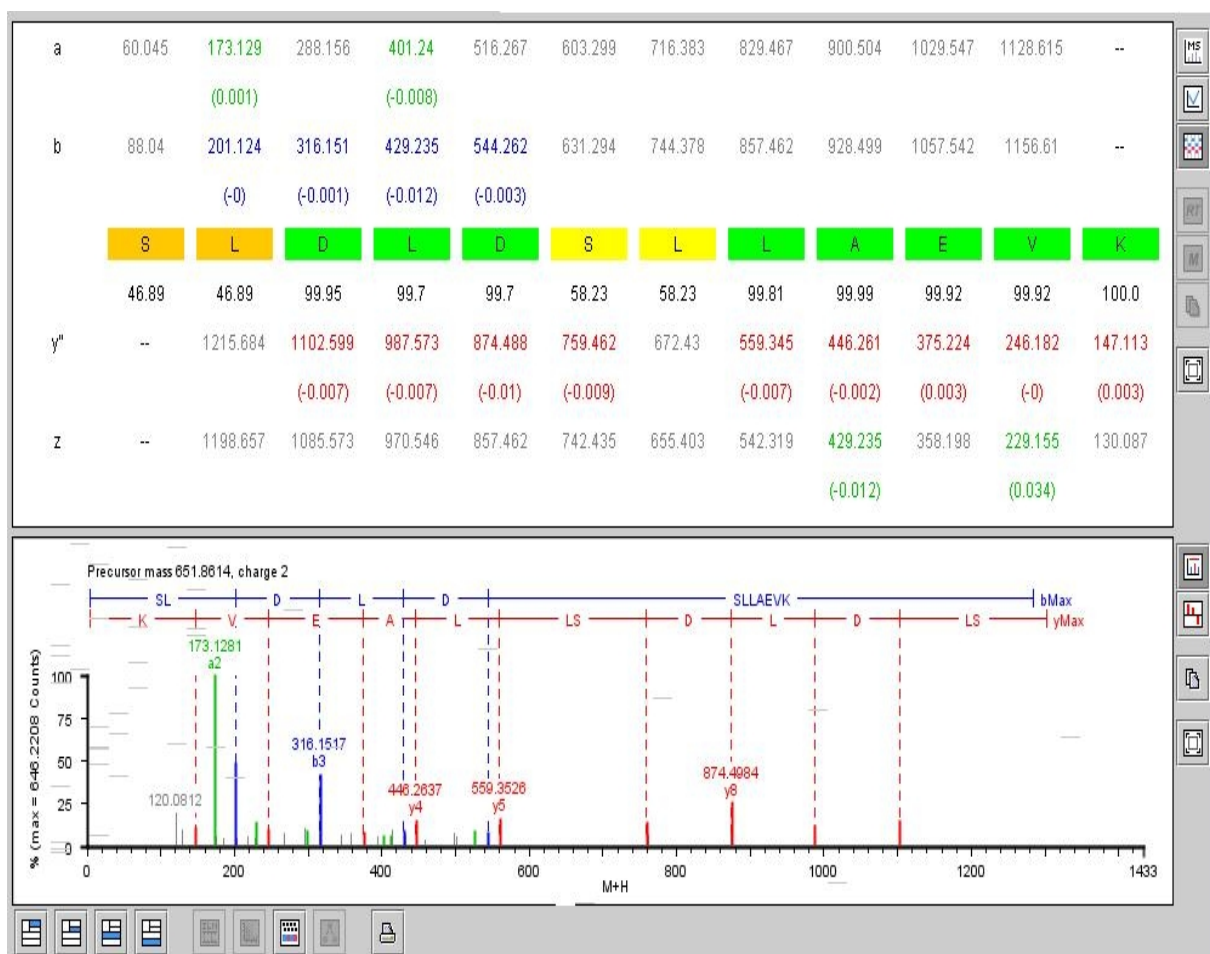 a 60.045 173.129 288.156 401.24 516.267 603.299 716.383 829.467 900.504 1029.547 1128.615 --
(0.001) (-0.008)
b 88.04 201.124 316.151 429.235 544.262 631.294 744.378 857.462 928.499 1057.542 1156.61 --
(-0) (-0.001) (-0.012) (-0.003)
S L D L D S L L A E V K
46.89 46.89 99.95 99.7 99.7 58.23 58.23 99.81 99.99 99.92 99.92 100.0
y" -- 1215.684 1102.599 987.573 874.488 759.462 672.43 559.345 446.261 375.224 246.182 147.113
(-0.007) (-0.007) (-0.01) (-0.009) (-0.007) (-0.002) (0.003) (-0) (0.003)
z -- 1198.657 1085.573 970.546 857.462 742.435 655.403 542.319 429.235 358.198 229.155 130.087
(-0.012) (0.034)
MS
RT
M
Precursor mass 651.8614, charge 2
SL D L D SLLAEVK bMax
K V E A L LS D L D LS yMax
173.1281
a2
316.1517
b3
120.0812
446.2637
y4
559.3526
y5
874.4984
y8
% (max = 646.2208 Counts)
100
75
50
25
0
0 200 400 600 800 1000 1200 1433
M+H